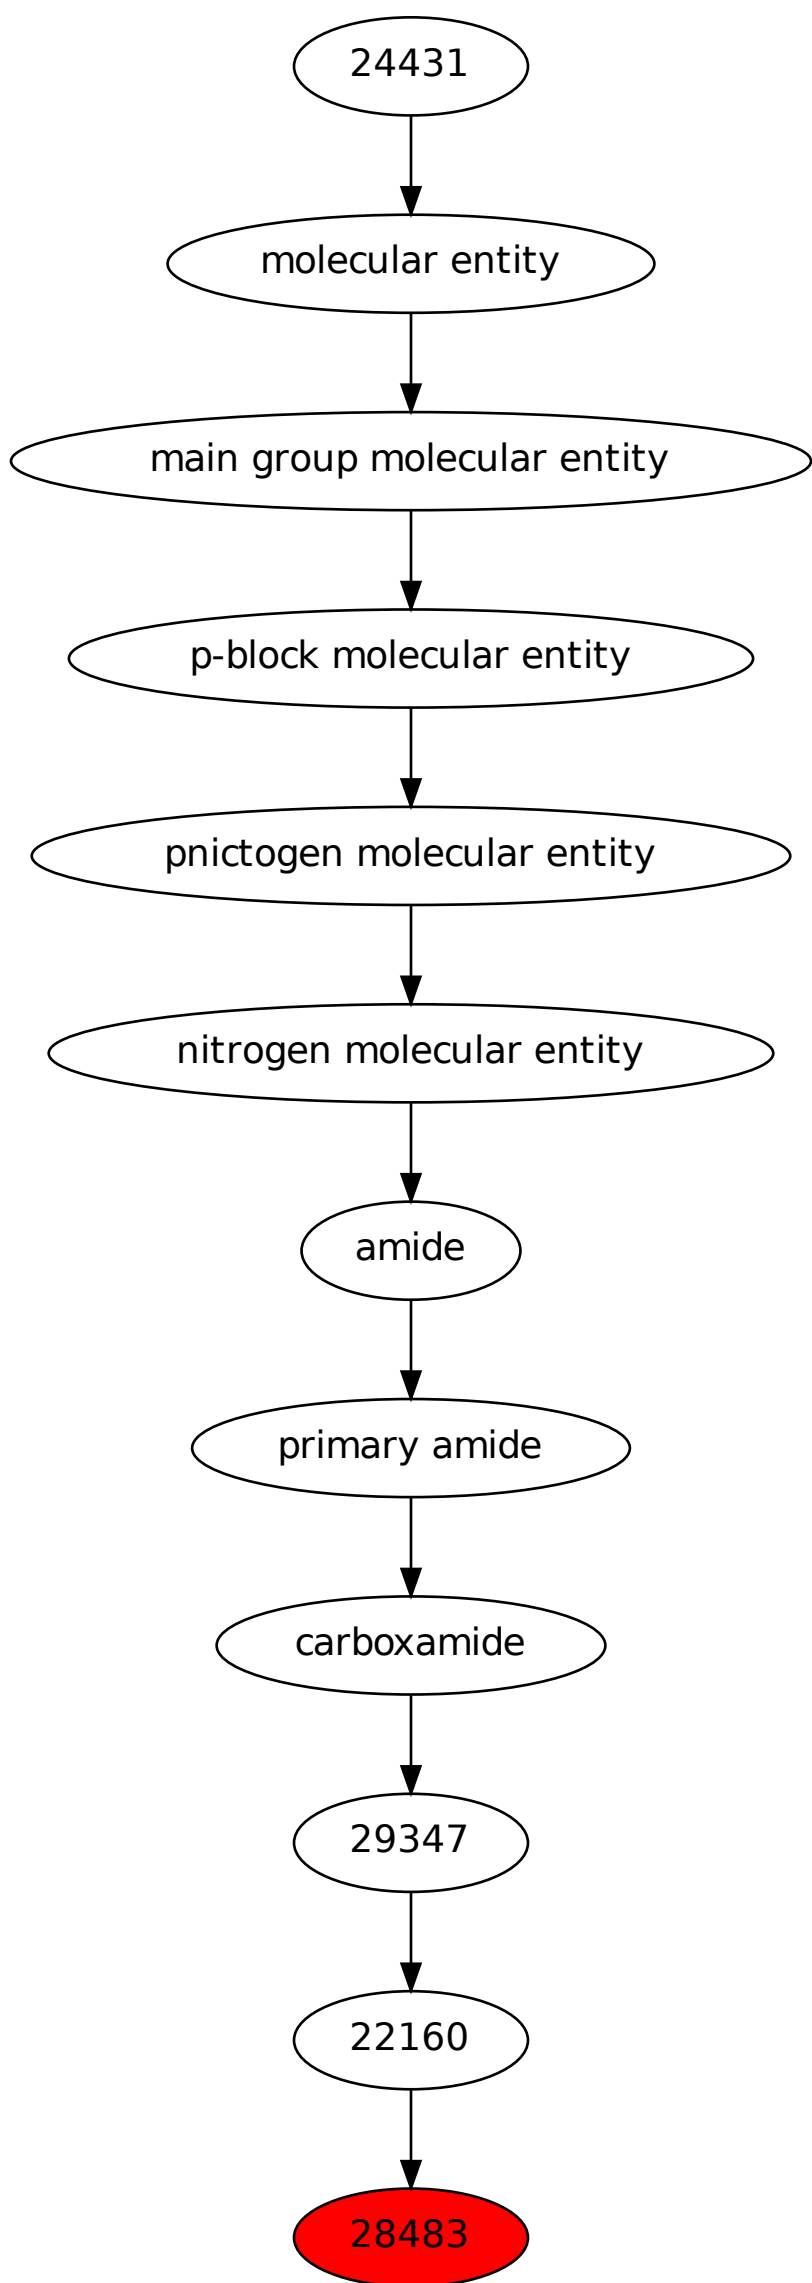 24431
molecular entity
main group molecular entity
p-block molecular entity
pnictogen molecular entity
nitrogen molecular entity
amide
primary amide
carboxamide
29347
22160
28483